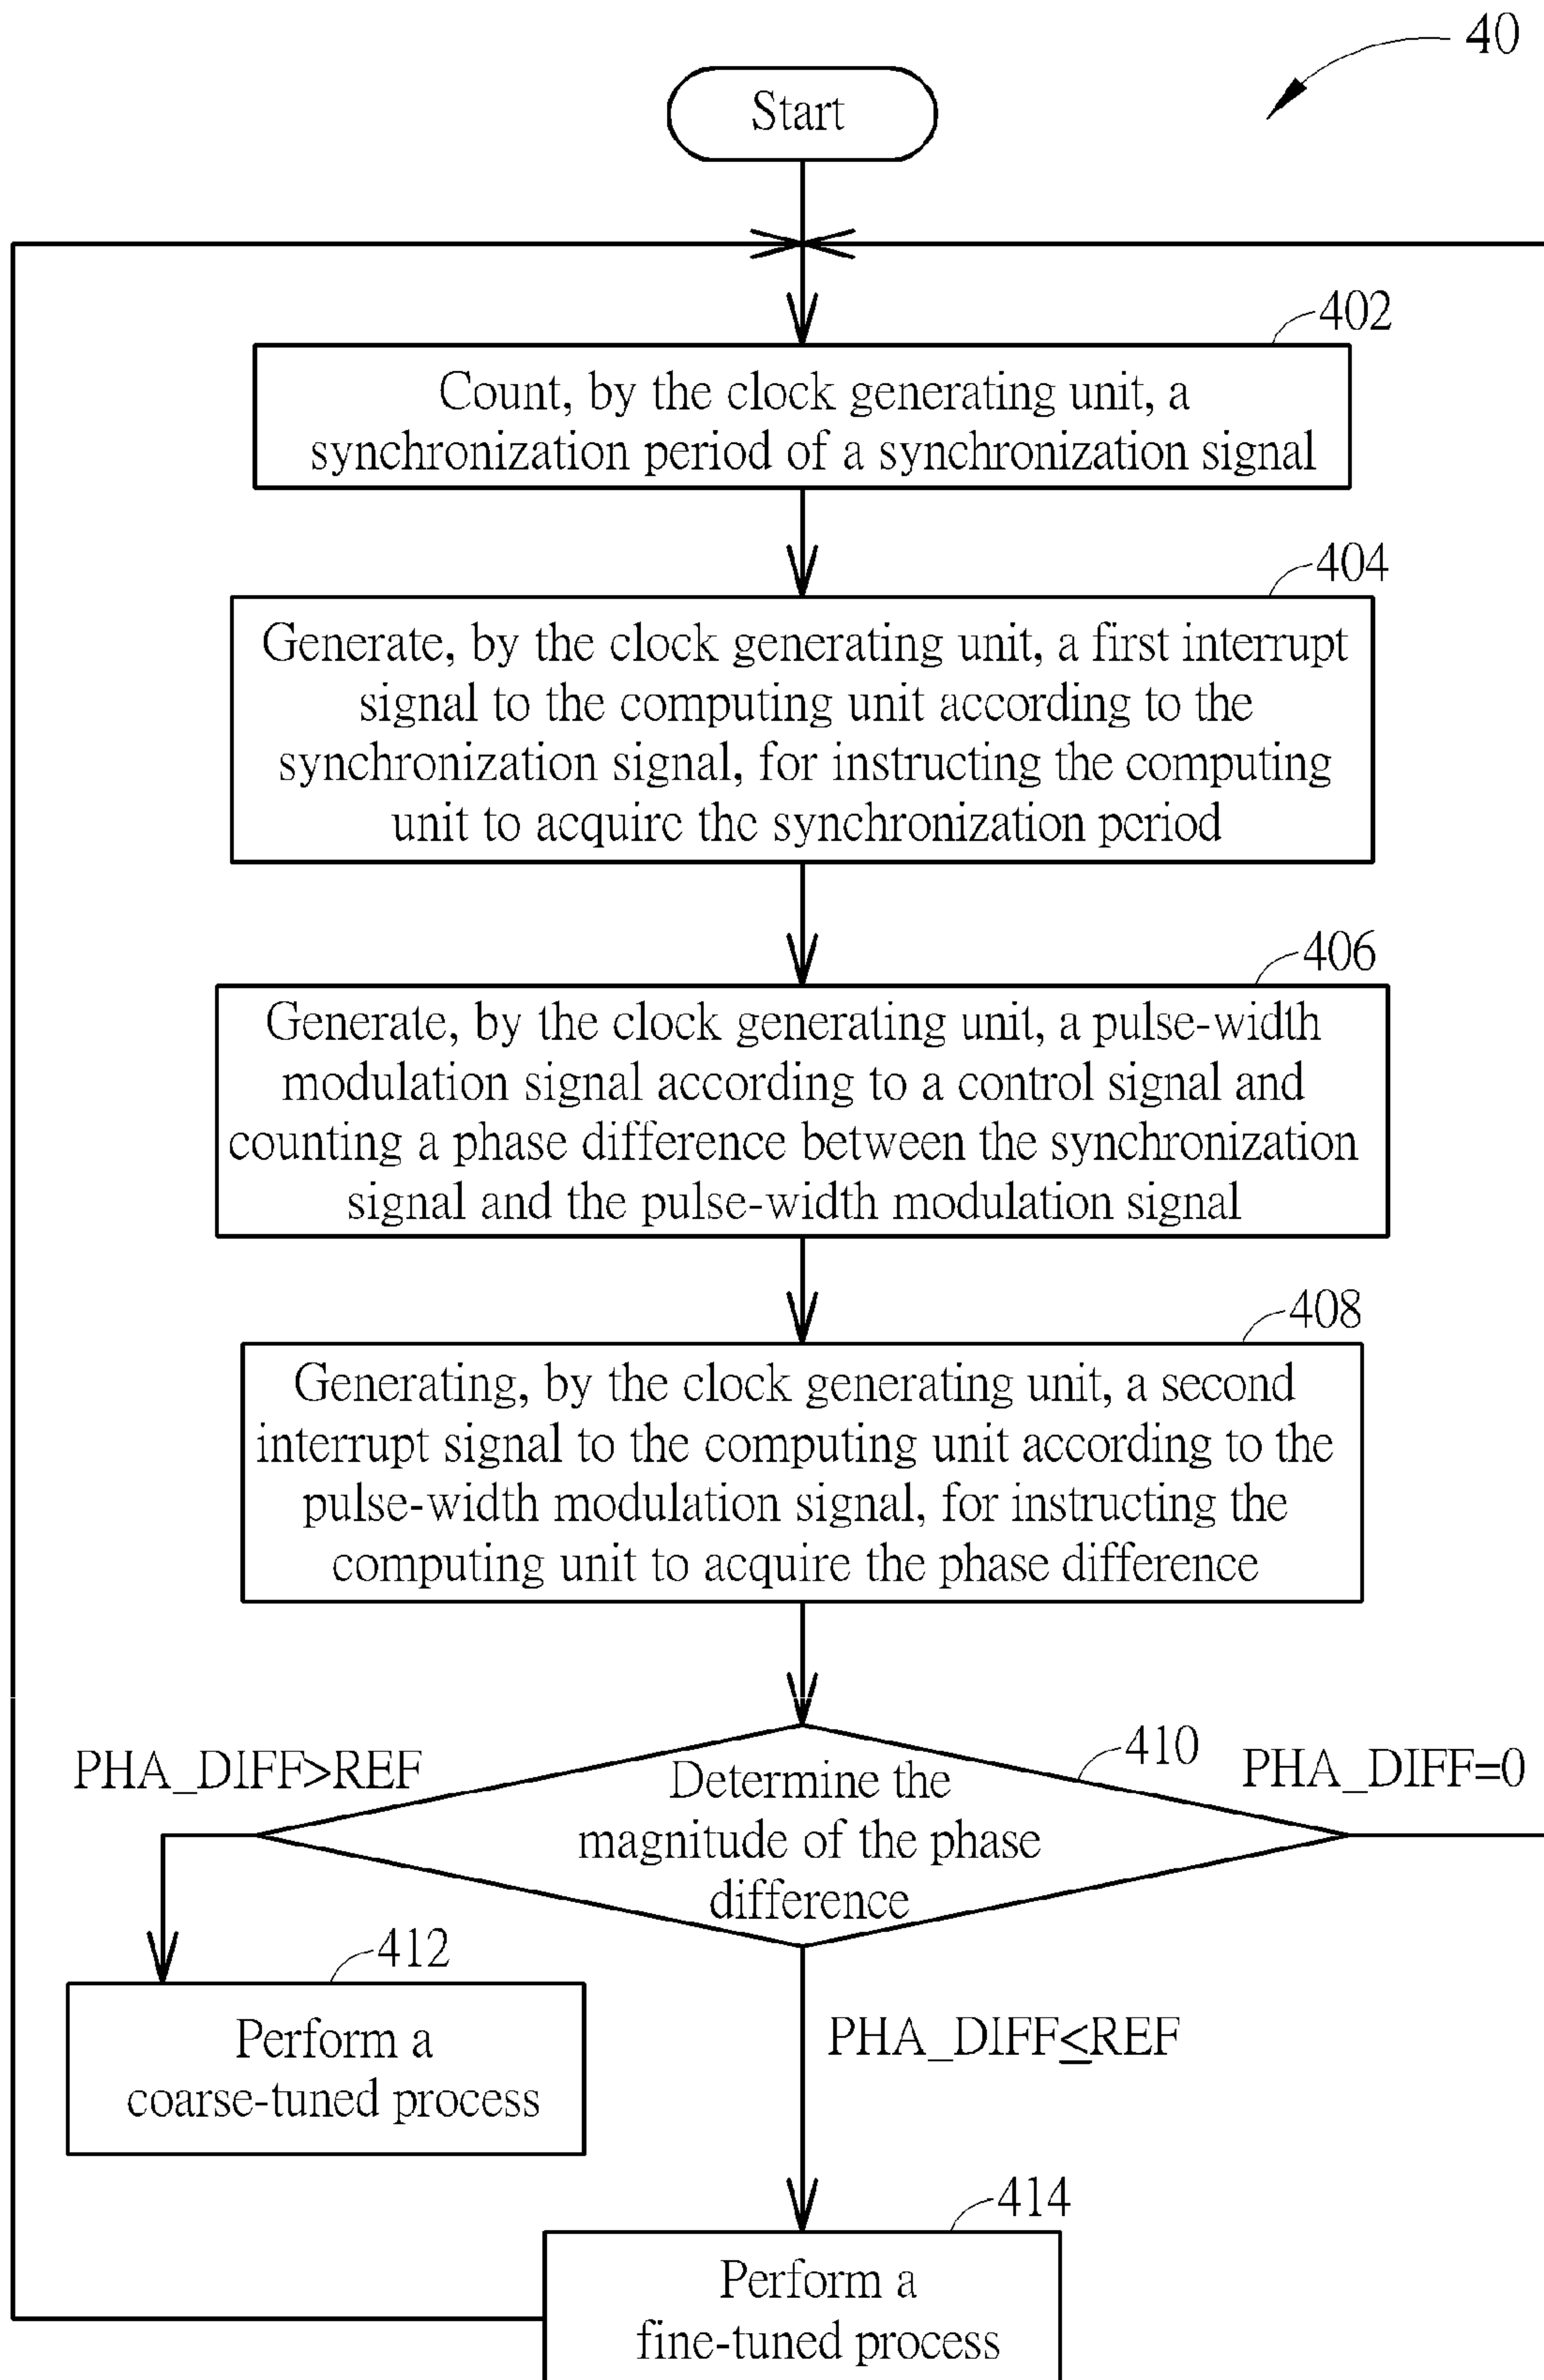 40
Start
402
Count, by the clock generating unit, a
synchronization period of a synchronization signal
404
Generate, by the clock generating unit, a first interrupt
signal to the computing unit according to the
synchronization signal, for instructing the computing
unit to acquire the synchronization period
406
Generate, by the clock generating unit, a pulse-width
modulation signal according to a control signal and
counting a phase difference between the synchronization
signal and the pulse-width modulation signal
408
Generating, by the clock generating unit, a second
interrupt signal to the computing unit according to the
pulse-width modulation signal, for instructing the
computing unit to acquire the phase difference
410
PHA_DIFF>REF
PHA_DIFF=0
Determine the
magnitude of the phase
difference
412
Perform a
coarse-tuned process
PHA_DIFF≤REF
414
Perform a
fine-tuned process